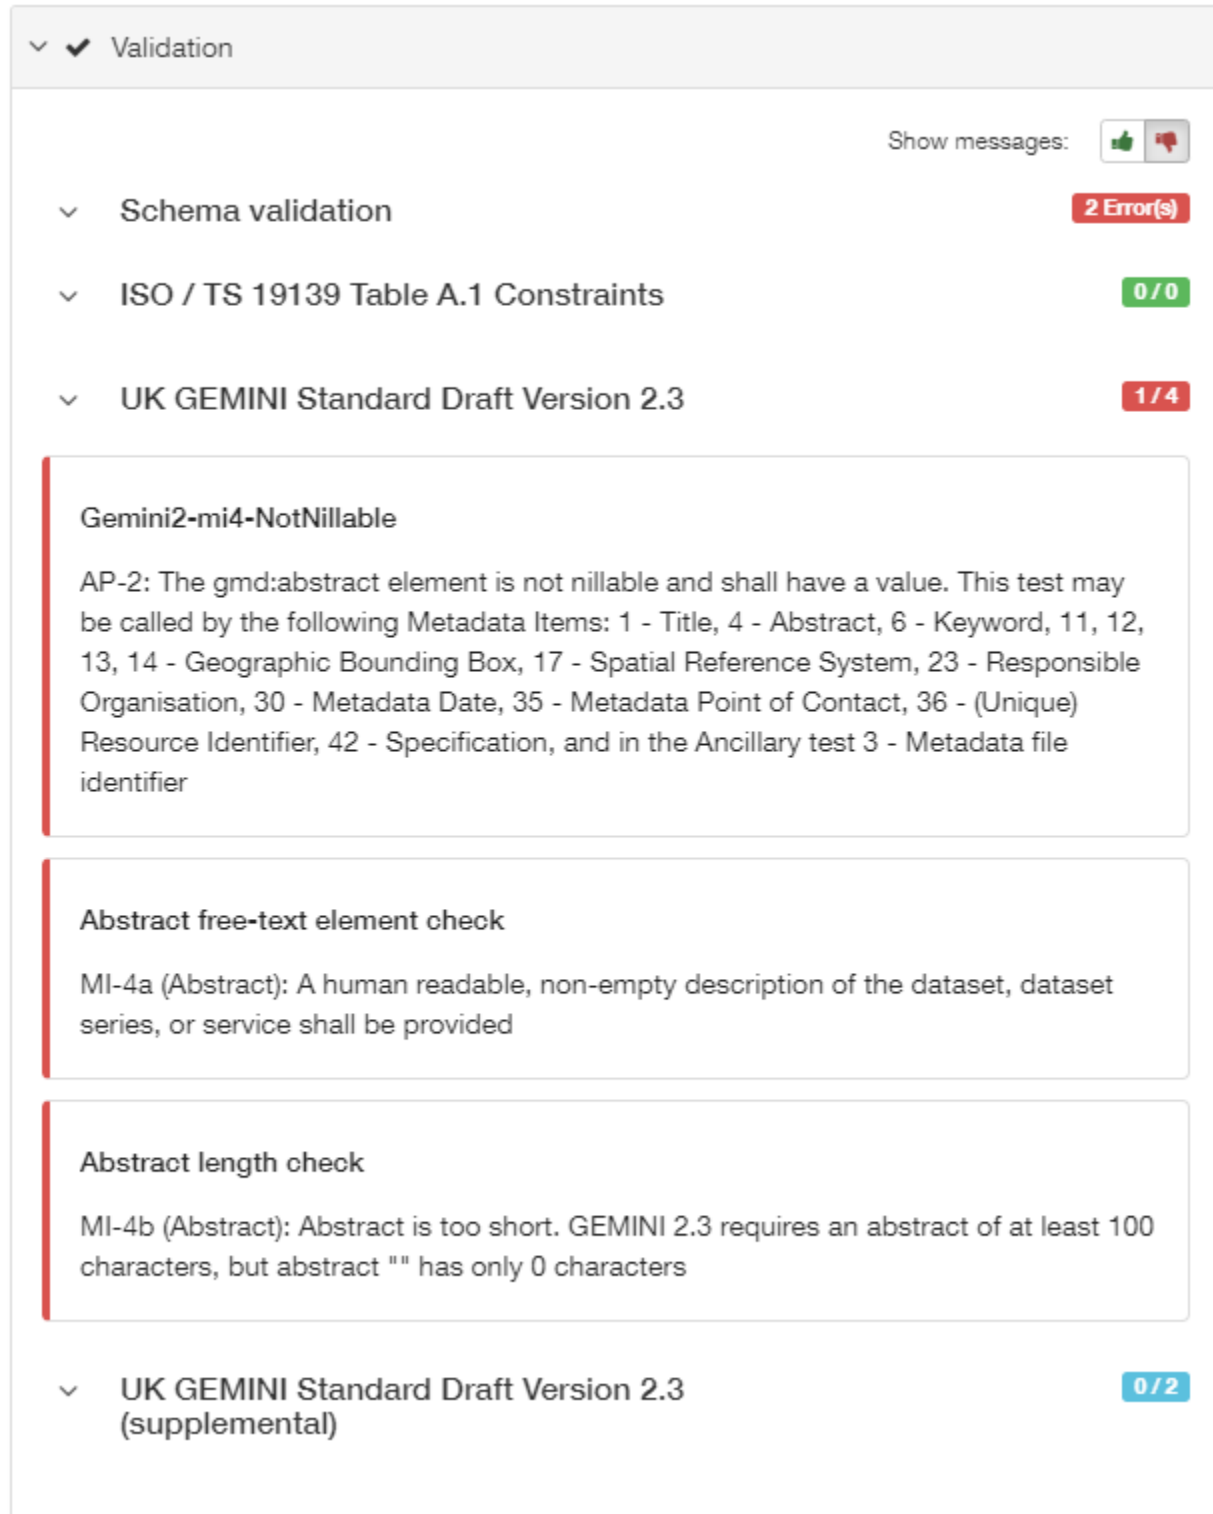 Validation
Show messages:
Schema validation
2 Error(s)
ISO / TS 19139 Table A.1 Constraints
0 / 0
UK GEMINI Standard Draft Version 2.3
1 / 4
Gemini2-mi4-NotNillable
AP-2: The gmd:abstract element is not nillable and shall have a value. This test may
be called by the following Metadata Items: 1 - Title, 4 - Abstract, 6 - Keyword, 11, 12,
13, 14 - Geographic Bounding Box, 17 - Spatial Reference System, 23 - Responsible
Organisation, 30 - Metadata Date, 35 - Metadata Point of Contact, 36 - (Unique)
Resource Identifier, 42 - Specification, and in the Ancillary test 3 - Metadata file
identifier
Abstract free-text element check
MI-4a (Abstract): A human readable, non-empty description of the dataset, dataset
series, or service shall be provided
Abstract length check
MI-4b (Abstract): Abstract is too short. GEMINI 2.3 requires an abstract of at least 100
characters, but abstract "" has only 0 characters
UK GEMINI Standard Draft Version 2.3
(supplemental)
0 / 2